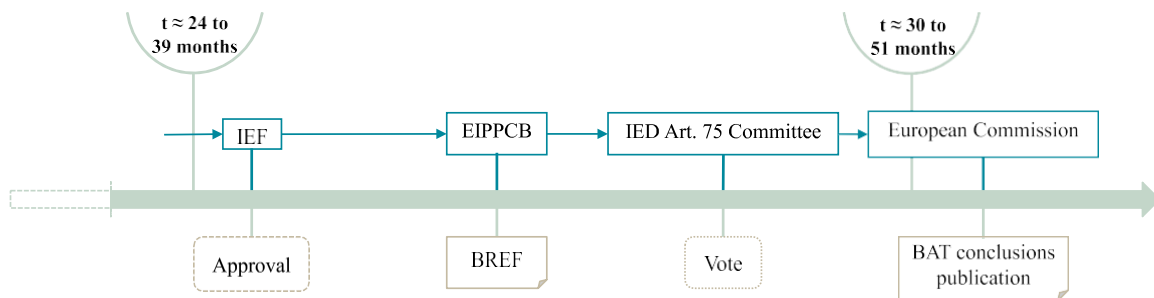 t ≈ 24 to
39 months
t ≈ 30 to
51 months
IEF
EIPPCB
IED Art. 75 Committee
European Commission
Approval
BREF
Vote
BAT conclusions
publication